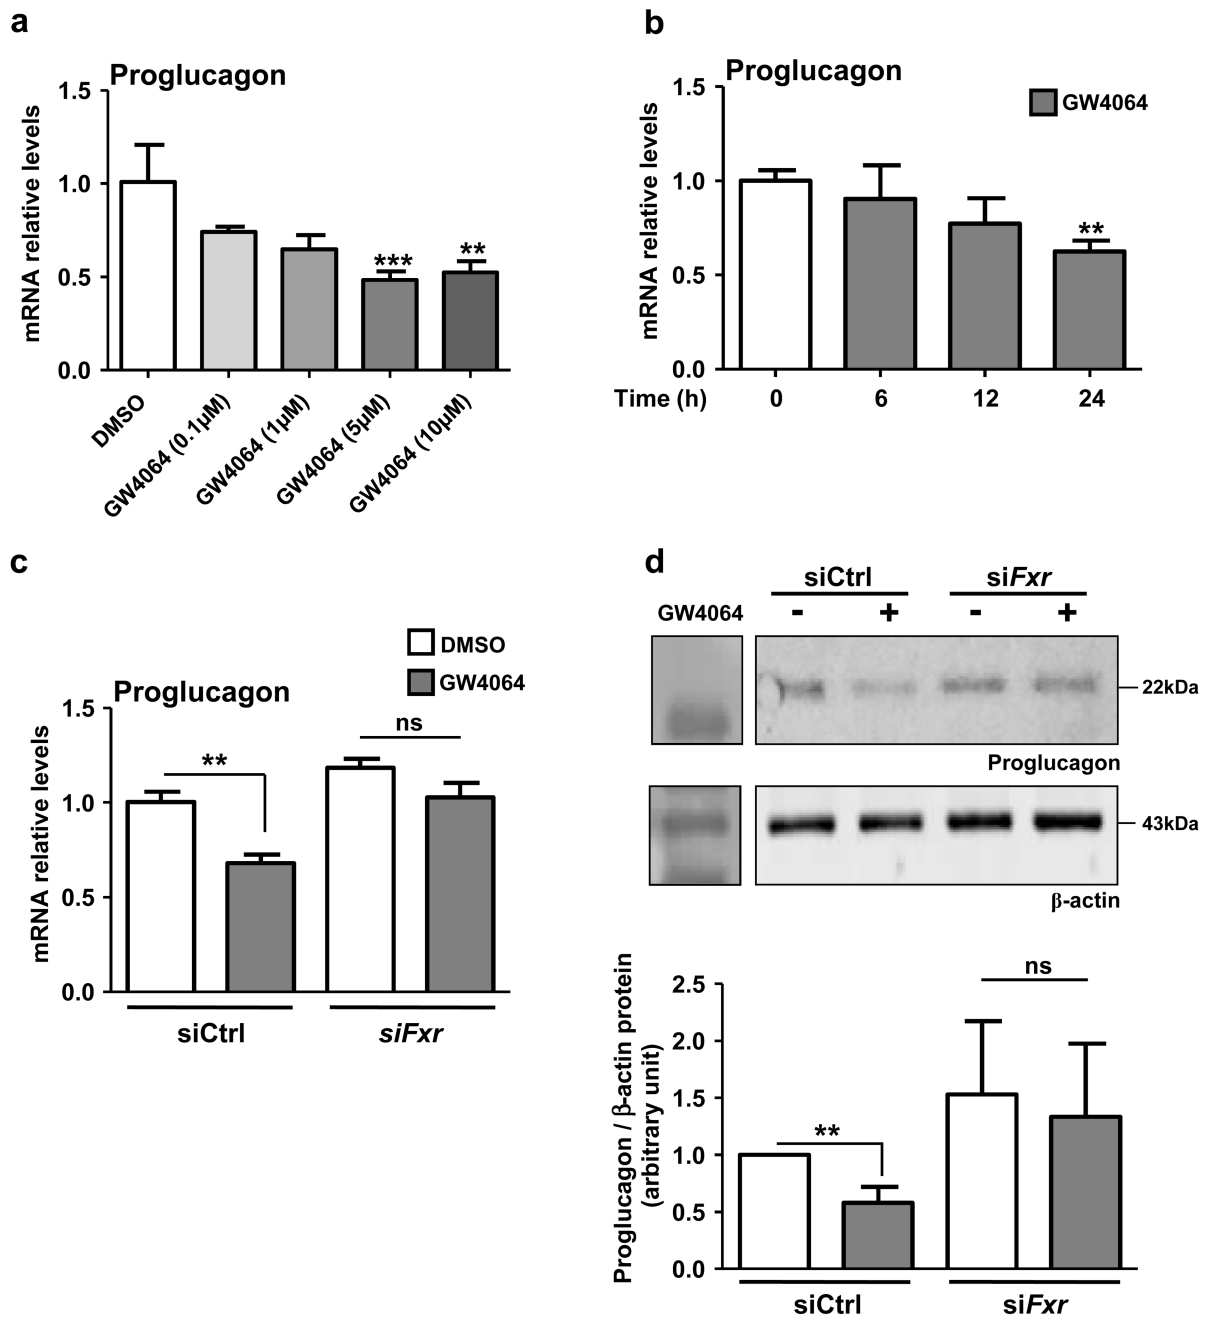 a
Proglucagon
mRNA relative levels
1.5
1.0
0.5
0.0
***
**
DMSO
GW4064 (0.1μM)
GW4064 (1μM)
GW4064 (5μM)
GW4064 (10μM)
b
Proglucagon
GW4064
mRNA relative levels
1.5
1.0
0.5
0.0
**
Time (h)
0
6
12
24
c
DMSO
GW4064
Proglucagon
mRNA relative levels
1.5
1.0
0.5
0.0
**
ns
siCtrl
siFxr
d
siCtrl
siFxr
GW4064
- + - +
22kDa
Proglucagon
43kDa
β-actin
Proglucagon / β-actin protein
(arbitrary unit)
2.5
2.0
1.5
1.0
0.5
0.0
**
ns
siCtrl
siFxr